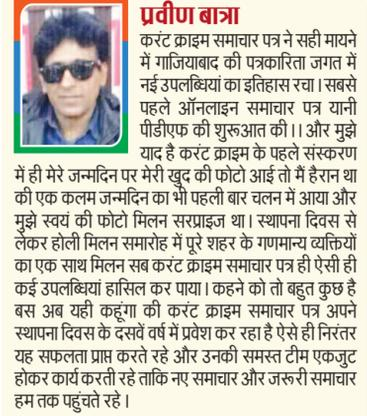 प्रवीण बात्रा
करंट क्राइम समाचार पत्र ने सही मायने
में गाजियाबाद की पत्रकारिता जगत में
नई उपलब्धियां का इतिहास रचा। सबसे
पहले ऑनलाइन समाचार पत्र यानी
पीडीएफ की शुरूआत की।। और मुझे
याद है करंट क्राइम के पहले संस्करण
में ही मेरे जन्मदिन पर मेरी खुद की फोटो आई तो मैं हैरान था
की एक कलम जन्मदिन का भी पहली बार चलन में आया और
मुझे स्वयं की फोटो मिलन सरप्राइज था। स्थापना दिवस से
लेकर होली मिलन समारोह में पूरे शहर के गणमान्य व्यक्तियों
का एक साथ मिलन सब करंट क्राइम समाचार पत्र ही ऐसी ही
कई उपलब्धियां हासिल कर पाया। कहने को तो बहुत कुछ है
बस अब यही कहूंगा की करंट क्राइम समाचार पत्र अपने
स्थापना दिवस के दसवें वर्ष में प्रवेश कर रहा है ऐसे ही निरंतर
यह सफलता प्राप्त करते रहे और उनकी समस्त टीम एकजुट
होकर कार्य करती रहे ताकि नए समाचार और जरूरी समाचार
हम तक पहुंचते रहे।